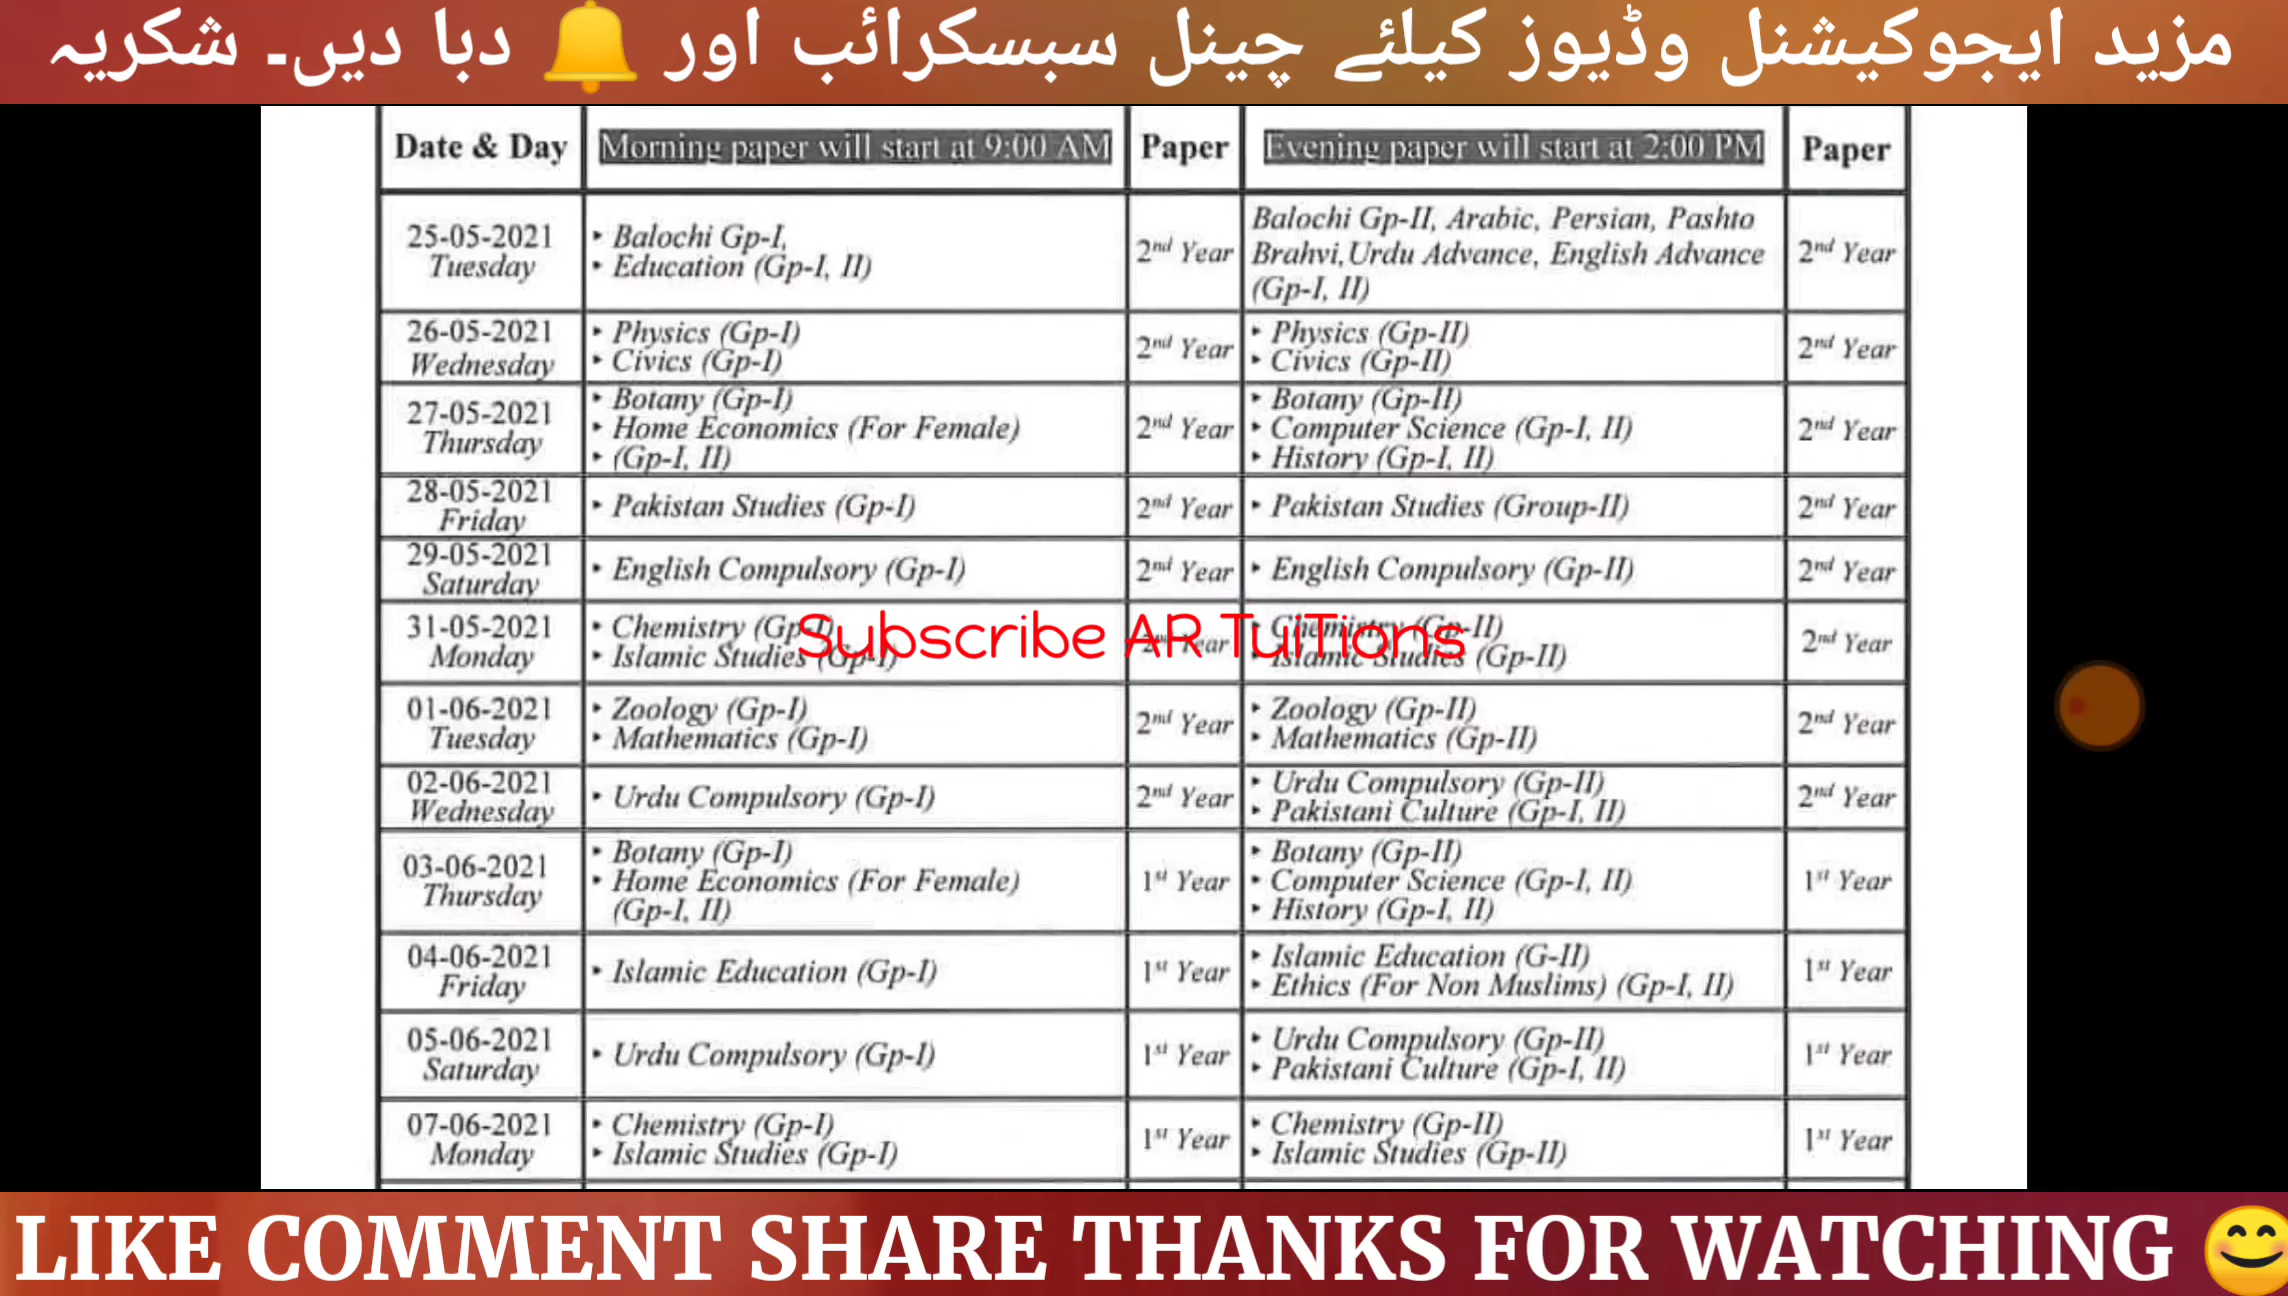 مزید ایجوکیشنل وڈیوز کیلئے چینل سبسکرائب اور 🔔 دبا دیں۔ شکریہ
Date & Day Morning paper will start at 9:00 AM Paper Evening paper will start at 2:00 PM Paper
25-05-2021
Tuesday
‣ Balochi Gp-I,
‣ Education (Gp-I, II)
2nd Year
Balochi Gp-II, Arabic, Persian, Pashto
Brahvi,Urdu Advance, English Advance
(Gp-I, II)
2nd Year
26-05-2021
Wednesday
‣ Physics (Gp-I)
‣ Civics (Gp-I)
2nd Year
‣ Physics (Gp-II)
‣ Civics (Gp-II)
2nd Year
27-05-2021
Thursday
‣ Botany (Gp-I)
‣ Home Economics (For Female)
‣ (Gp-I, II)
2nd Year
‣ Botany (Gp-II)
‣ Computer Science (Gp-I, II)
‣ History (Gp-I, II)
2nd Year
28-05-2021
Friday
‣ Pakistan Studies (Gp-I)
2nd Year
‣ Pakistan Studies (Group-II)
2nd Year
29-05-2021
Saturday
‣ English Compulsory (Gp-I)
2nd Year
‣ English Compulsory (Gp-II)
2nd Year
31-05-2021
Monday
‣ Chemistry (Gp-I)
‣ Islamic Studies (Gp-I)
2nd Year
‣ Chemistry (Gp-II)
‣ Islamic Studies (Gp-II)
2nd Year
Subscribe AR TuiTions
01-06-2021
Tuesday
‣ Zoology (Gp-I)
‣ Mathematics (Gp-I)
2nd Year
‣ Zoology (Gp-II)
‣ Mathematics (Gp-II)
2nd Year
02-06-2021
Wednesday
‣ Urdu Compulsory (Gp-I)
2nd Year
‣ Urdu Compulsory (Gp-II)
‣ Pakistani Culture (Gp-I, II)
2nd Year
03-06-2021
Thursday
‣ Botany (Gp-I)
‣ Home Economics (For Female)
(Gp-I, II)
1st Year
‣ Botany (Gp-II)
‣ Computer Science (Gp-I, II)
‣ History (Gp-I, II)
1st Year
04-06-2021
Friday
‣ Islamic Education (Gp-I)
1st Year
‣ Islamic Education (G-II)
‣ Ethics (For Non Muslims) (Gp-I, II)
1st Year
05-06-2021
Saturday
‣ Urdu Compulsory (Gp-I)
1st Year
‣ Urdu Compulsory (Gp-II)
‣ Pakistani Culture (Gp-I, II)
1st Year
07-06-2021
Monday
‣ Chemistry (Gp-I)
‣ Islamic Studies (Gp-I)
1st Year
‣ Chemistry (Gp-II)
‣ Islamic Studies (Gp-II)
1st Year
LIKE COMMENT SHARE THANKS FOR WATCHING 😊